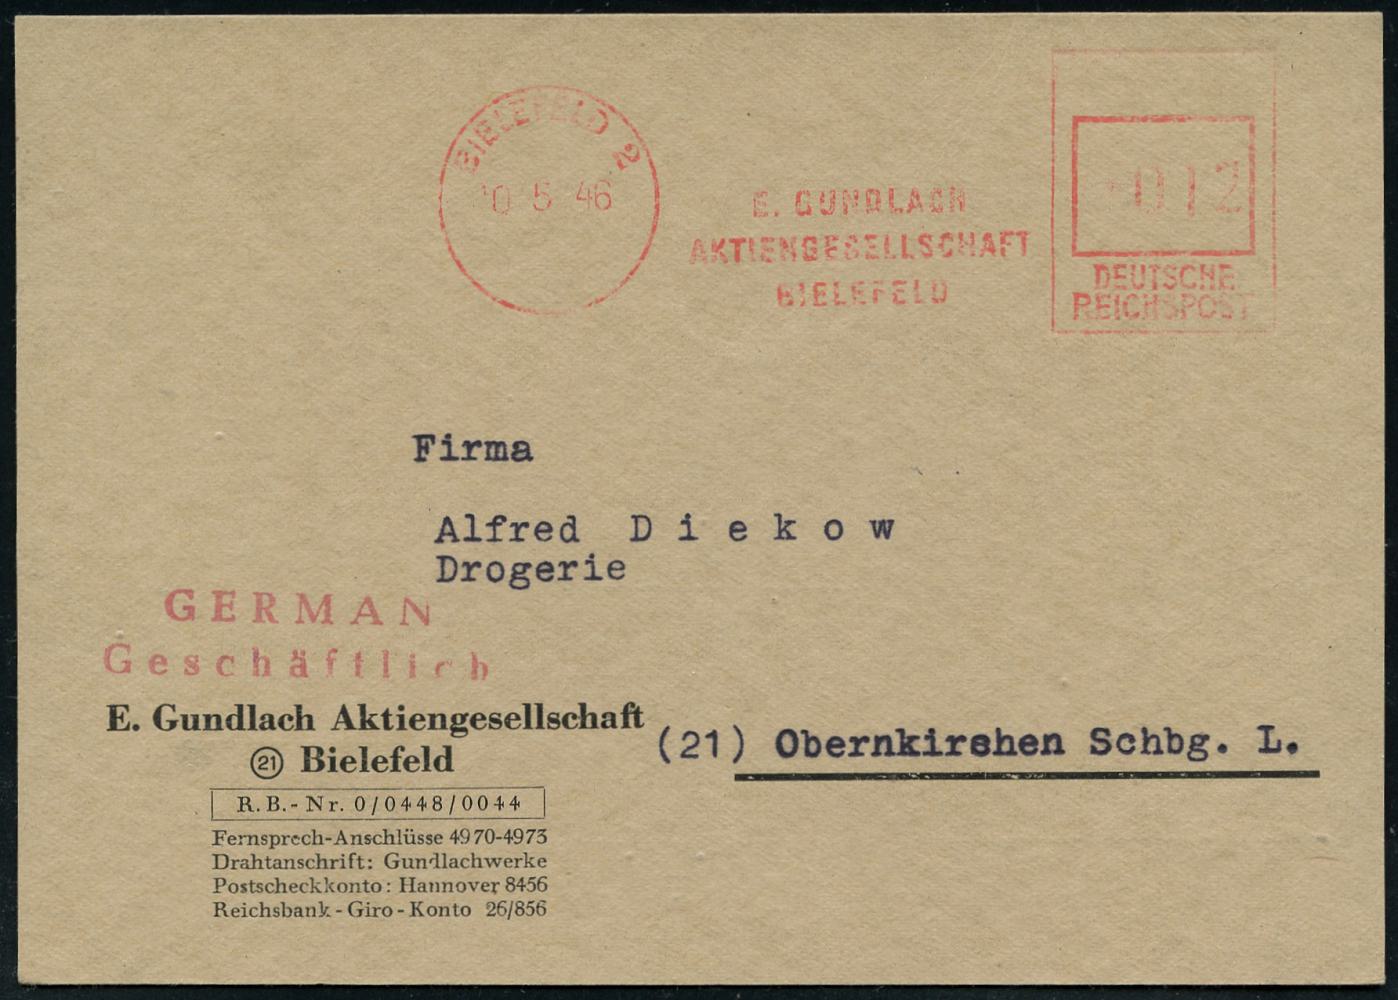 BIELEFELD 2
10 5 46
E. GUNDLACH
AKTIENGESELLSCHAFT
BIELEFELD
012
DEUTSCHE
REICHSPOST
Firma
Alfred D i e k o w
Drogerie
GERMAN
Geschäftlich
E. Gundlach Aktiengesellschaft
(21) Bielefeld
R.B.-Nr. 0/0448/0044
Fernsprech-Anschlüsse 4970-4973
Drahtanschrift: Gundlachwerke
Postscheckkonto: Hannover 8456
Reichsbank-Giro-Konto 26/856
(21) Obernkirchen Schbg. L.